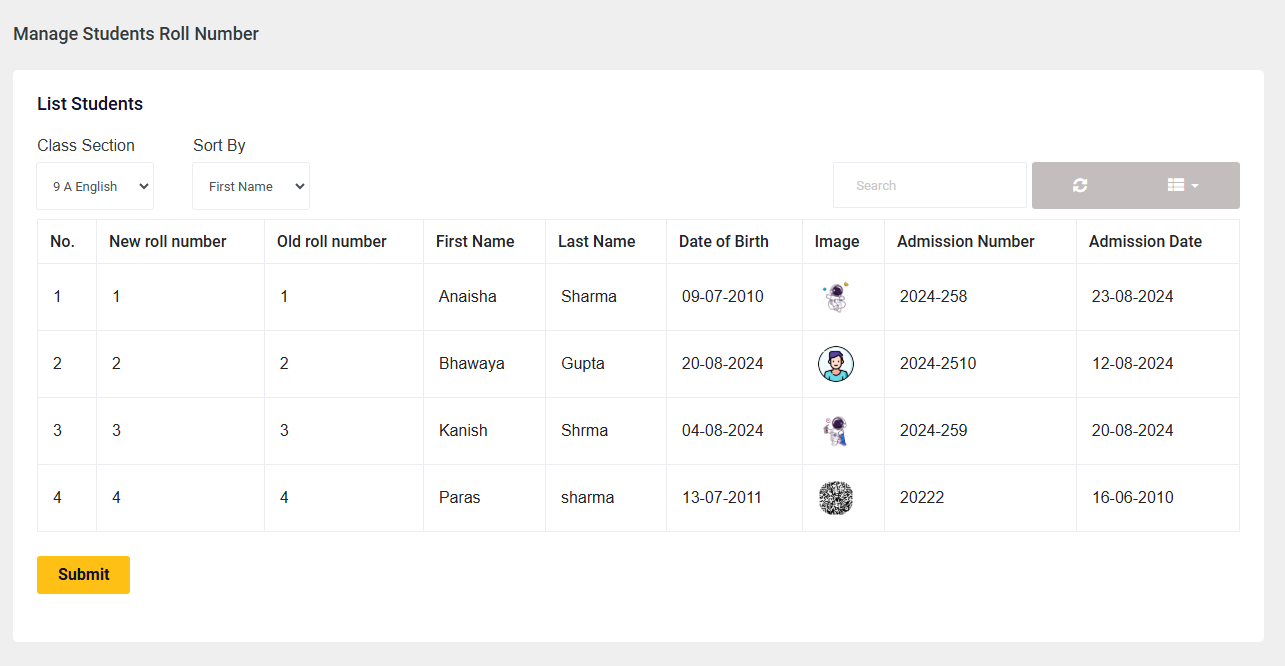 Manage Students Roll Number
List Students
Class Section Sort By
9 A English First Name Search
No. New roll number Old roll number First Name Last Name Date of Birth Image Admission Number Admission Date
1 1 1 Anaisha Sharma 09-07-2010 2024-258 23-08-2024
2 2 2 Bhawaya Gupta 20-08-2024 2024-2510 12-08-2024
3 3 3 Kanish Shrma 04-08-2024 2024-259 20-08-2024
4 4 4 Paras sharma 13-07-2011 20222 16-06-2010
Submit